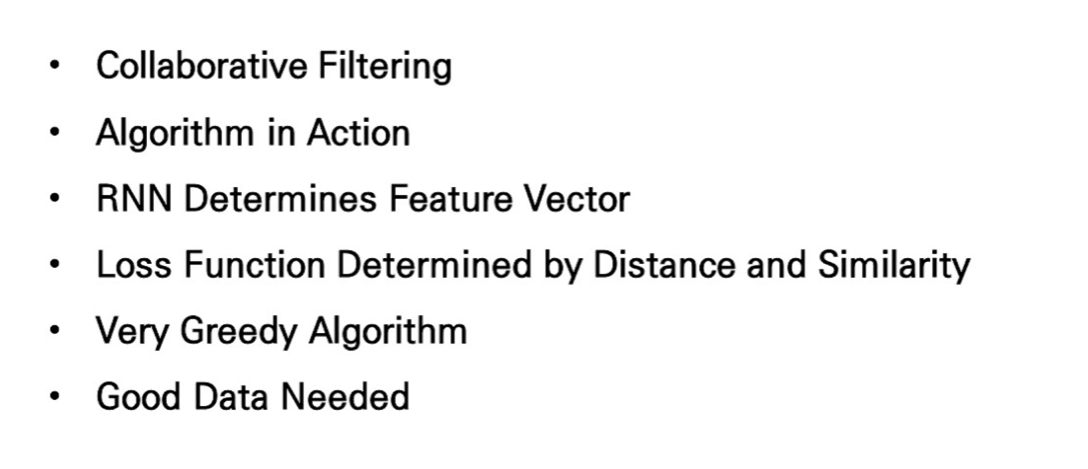 • Collaborative Filtering
• Algorithm in Action
• RNN Determines Feature Vector
• Loss Function Determined by Distance and Similarity
• Very Greedy Algorithm
• Good Data Needed